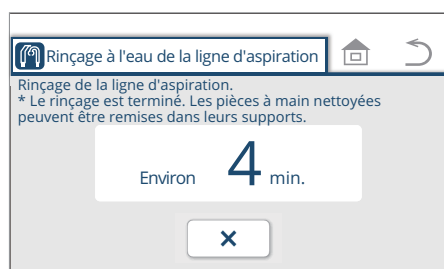 Rinçage à l'eau de la ligne d'aspiration
Rinçage de la ligne d'aspiration.
* Le rinçage est terminé. Les pièces à main nettoyées
peuvent être remises dans leurs supports.
Environ 4 min.